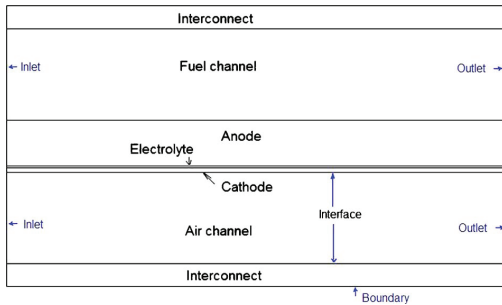 Interconnect
Inlet
Fuel channel
Outlet
Anode
Electrolyte
Cathode
Interface
Inlet
Air channel
Outlet
Interconnect
Boundary